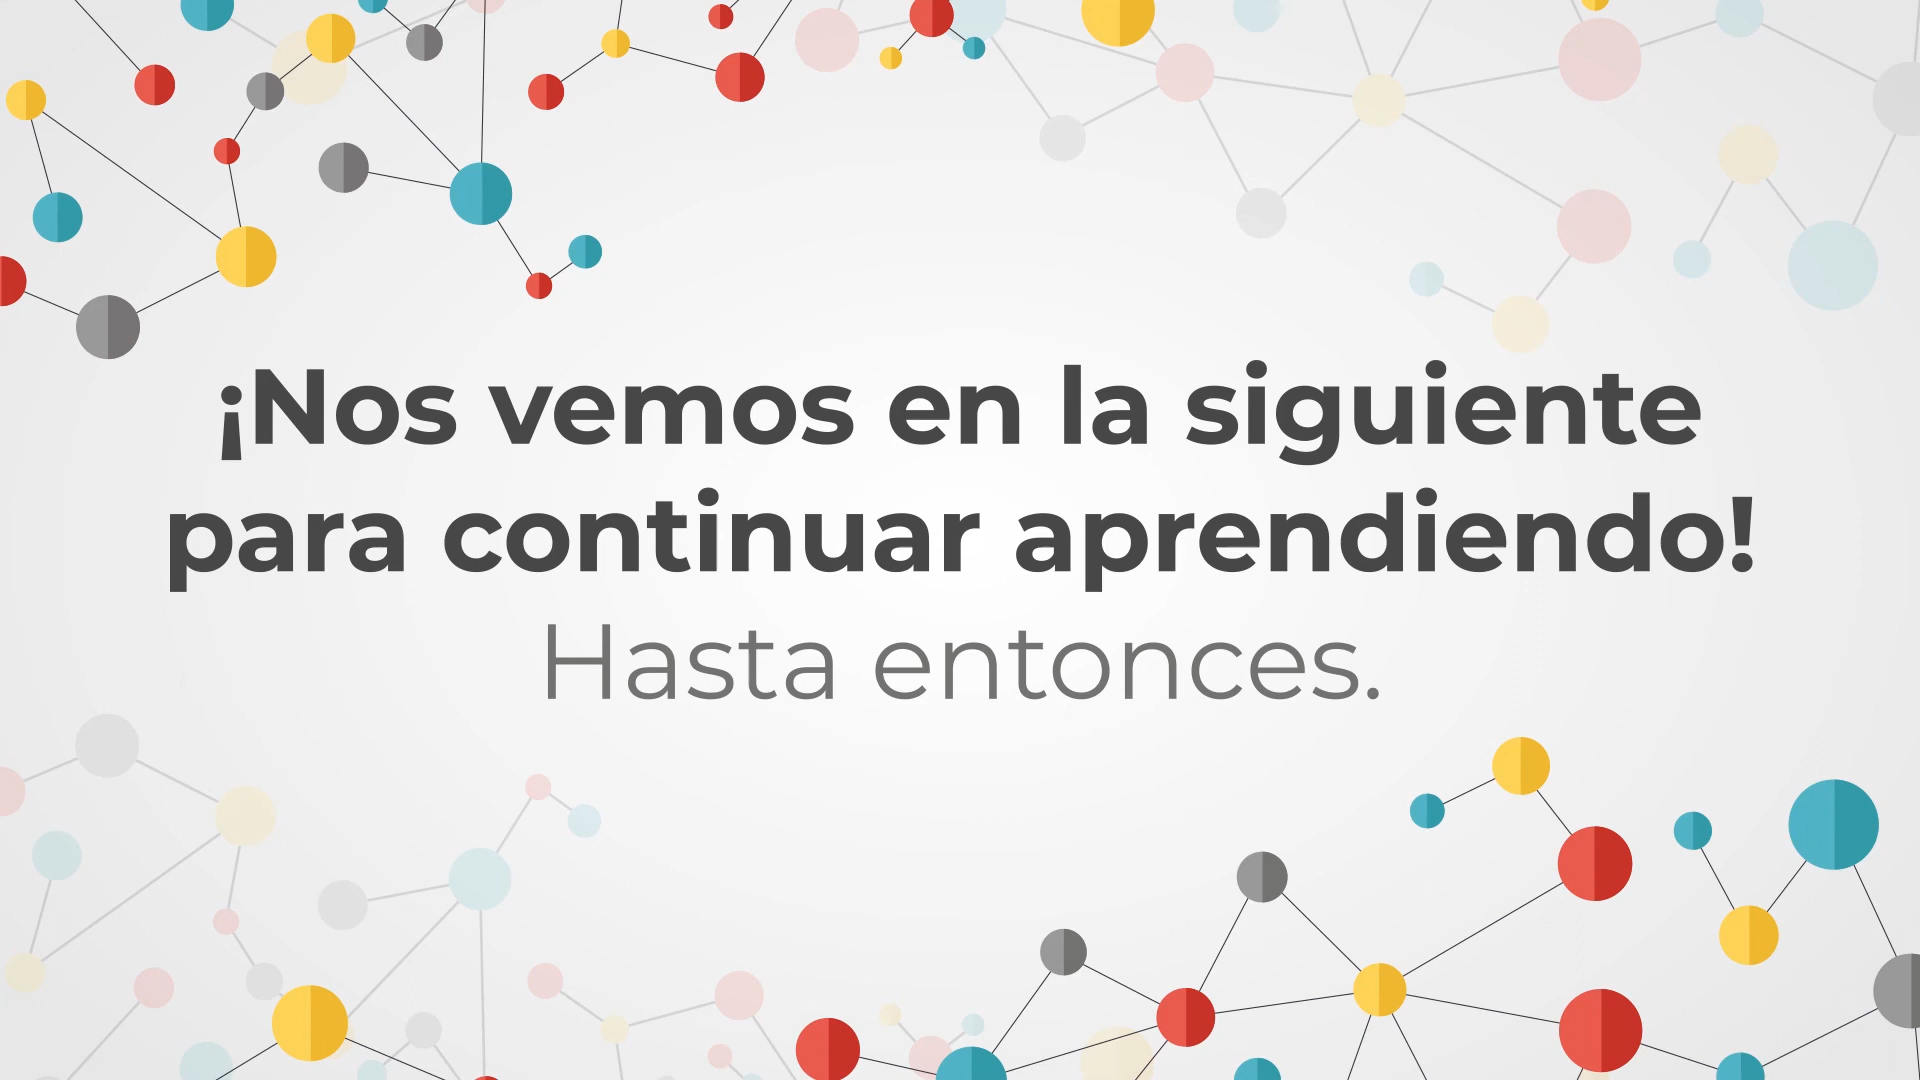 ¡Nos vemos en la siguiente
para continuar aprendiendo!
Hasta entonces.